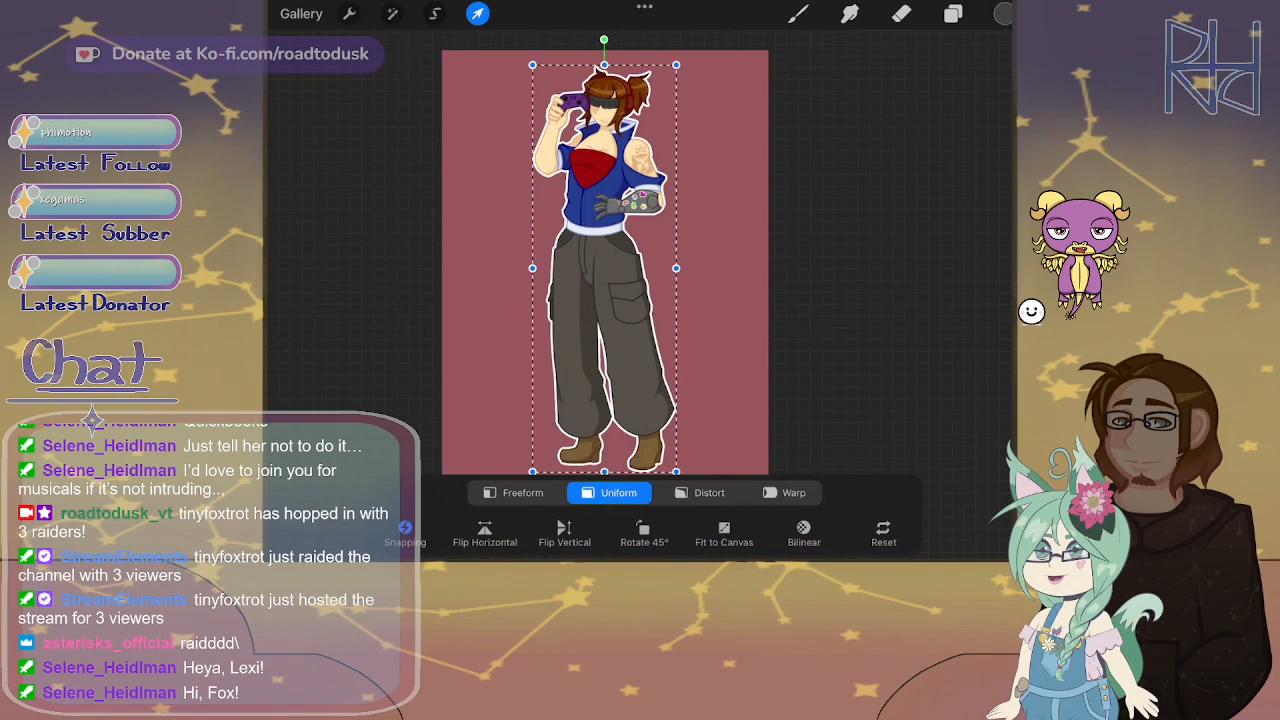 Gallery
Donate at Ko-fi.com/roadtodusk
phimotion
Latest Follow
xegamas
Latest Subber
Latest Donator
Chat
Selene_Heidlman Quickbooks
Selene_Heidlman Just tell her not to do it…
Selene_Heidlman I'd love to join you for
musicals if it's not intruding..,
roadtodusk_vt tinyfoxtrot has hopped in with
3 raiders!
StreamElements tinyfoxtrot just raided the
channel with 3 viewers
StreamElements tinyfoxtrot just hosted the
stream for 3 viewers
asterisks_official raidddd\
Selene_Heidlman Heya, Lexi!
Selene_Heidlman Hi, Fox!
Freeform
Uniform
Distort
Warp
Snapping
Flip Horizontal
Flip Vertical
Rotate 45°
Fit to Canvas
Bilinear
Reset